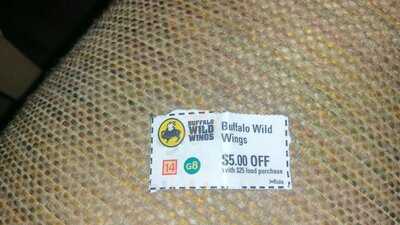 BUFFALO
WILD
WINGS
Buffalo Wild
Wings
14
G8
$5.00 OFF
with $25 food purchase